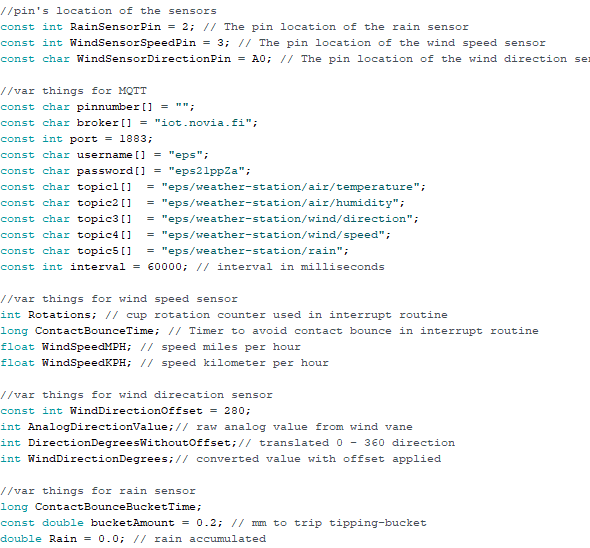 //pin's location of the sensors
const int RainSensorPin = 2; // The pin location of the rain sensor
const int WindSensorSpeedPin = 3; // The pin location of the wind speed sensor
const char WindSensorDirectionPin = A0; // The pin location of the wind direction
//var things for MQTT
const char pinnumber[] = "";
const char broker[] = "iot.novia.fi";
const int port = 1883;
const char username[] = "eps";
const char password[] = "eps21ppZa";
const char topic1[]  = "eps/weather-station/air/temperature";
const char topic2[]  = "eps/weather-station/air/humidity";
const char topic3[]  = "eps/weather-station/wind/direction";
const char topic4[]  = "eps/weather-station/wind/speed";
const char topic5[]  = "eps/weather-station/rain";
const int interval = 60000; // interval in milliseconds
//var things for wind speed sensor
int Rotations; // cup rotation counter used in interrupt routine
long ContactBounceTime; // Timer to avoid contact bounce in interrupt routine
float WindSpeedMPH; // speed miles per hour
float WindSpeedKPH; // speed kilometer per hour
//var things for wind direcation sensor
const int WindDirectionOffset = 280;
int AnalogDirectionValue;// raw analog value from wind vane
int DirectionDegreesWithoutOffset;// translated 0 - 360 direction
int WindDirectionDegrees;// converted value with offset applied
//var things for rain sensor
long ContactBounceBucketTime;
const double bucketAmount = 0.2; // mm to trip tipping-bucket
double Rain = 0.0; // rain accumulated